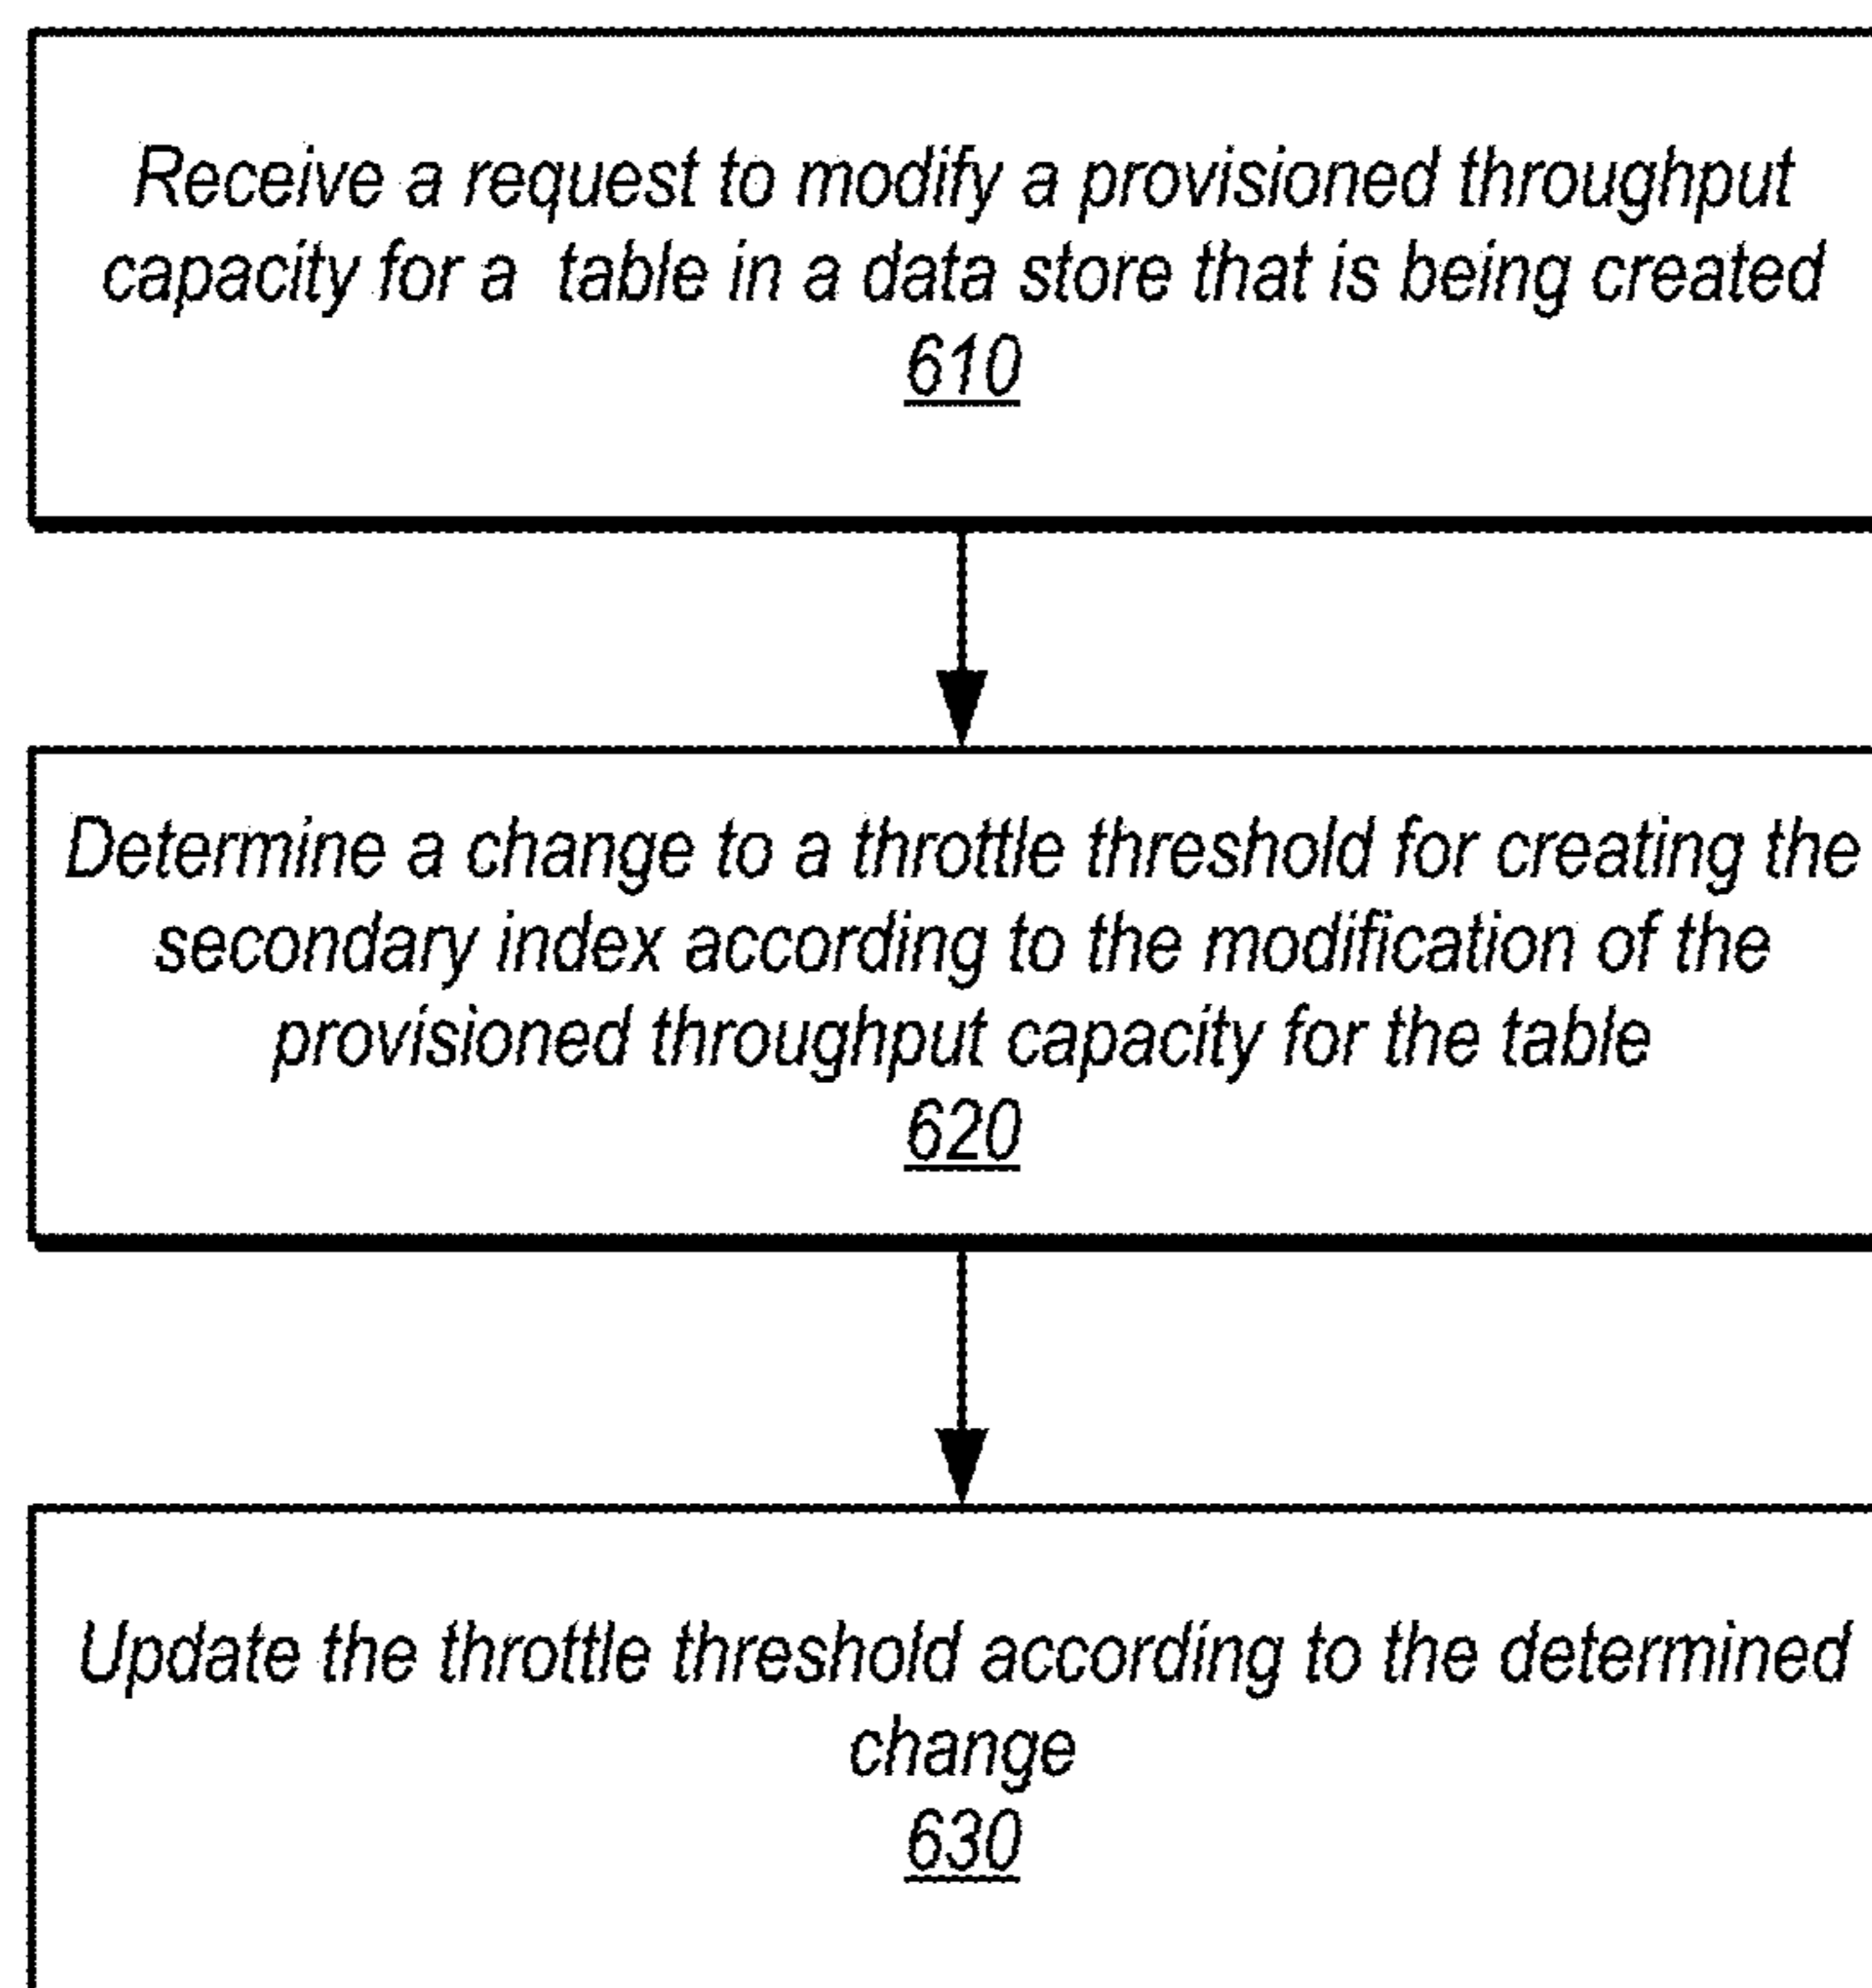 Receive a request to modify a provisioned throughput
capacity for a table in a data store that is being created
610
Determine a change to a throttle threshold for creating the
secondary index according to the modification of the
provisioned throughput capacity for the table
620
Update the throttle threshold according to the determined
change
630